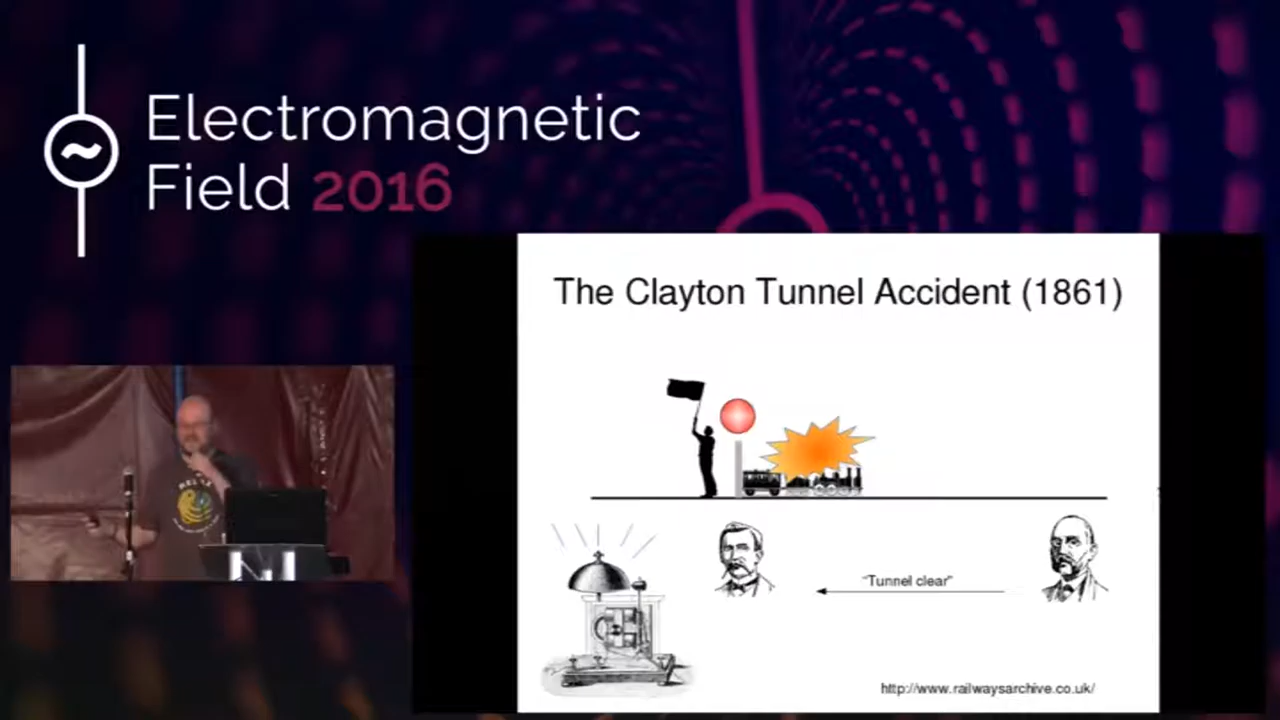 Electromagnetic
Field 2016
The Clayton Tunnel Accident (1861)
"Tunnel clear"
http://www.railwaysarchive.co.uk/